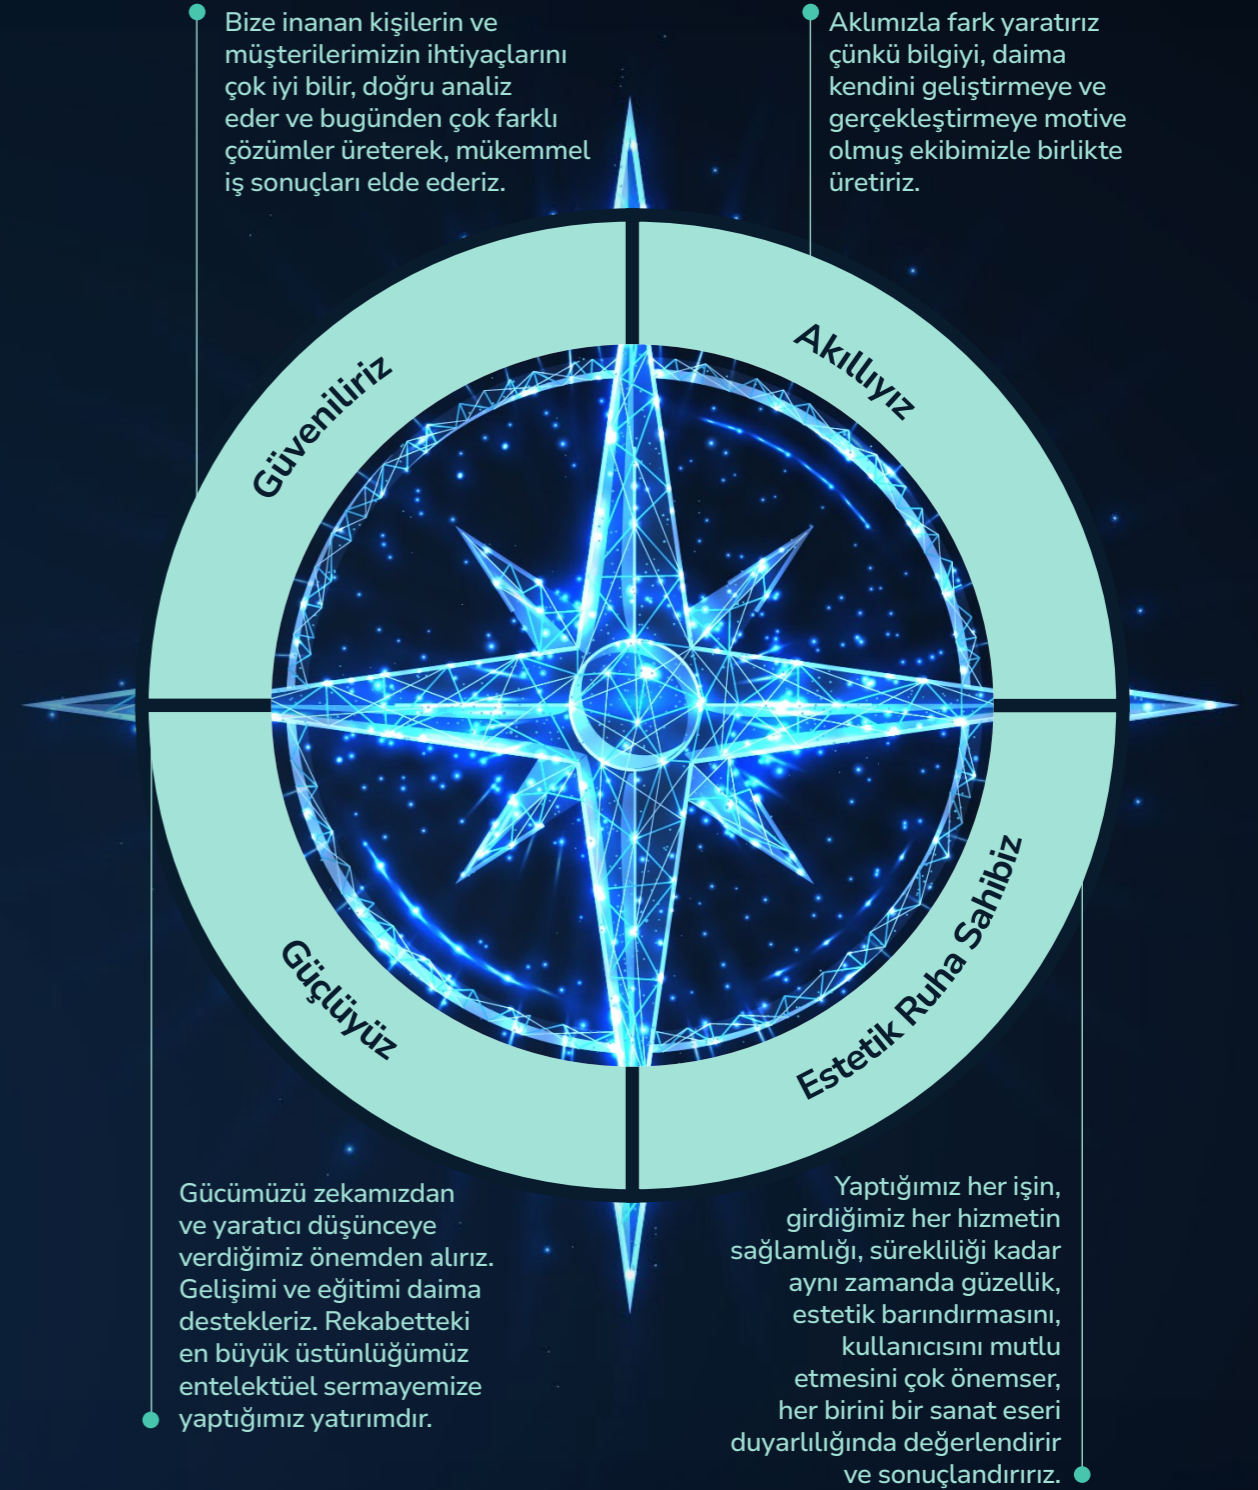 Bize inanan kişilerin ve
müşterilerimizin ihtiyaçlarını
çok iyi bilir, doğru analiz
eder ve bugünden çok farklı
çözümler üreterek, mükemmel
iş sonuçları elde ederiz.
Aklımızla fark yaratırız
çünkü bilgiyi, daima
kendini geliştirmeye ve
gerçekleştirmeye motive
olmuş ekibimizle birlikte
üretiriz.
Güveniliriz
Akıllıyız
Güçlüyüz
Estetik Ruha Sahibiz
Gücümüzü zekamızdan
ve yaratıcı düşünceye
verdiğimiz önemden alırız.
Gelişimi ve eğitimi daima
destekleriz. Rekabetteki
en büyük üstünlüğümüz
entelektüel sermayemize
yaptığımız yatırımdır.
Yaptığımız her işin,
girdiğimiz her hizmetin
sağlamlığı, sürekliliği kadar
aynı zamanda güzellik,
estetik barındırmasını,
kullanıcısını mutlu
etmesini çok önemser,
her birini bir sanat eseri
duyarlılığında değerlendirir
ve sonuçlandırırız.